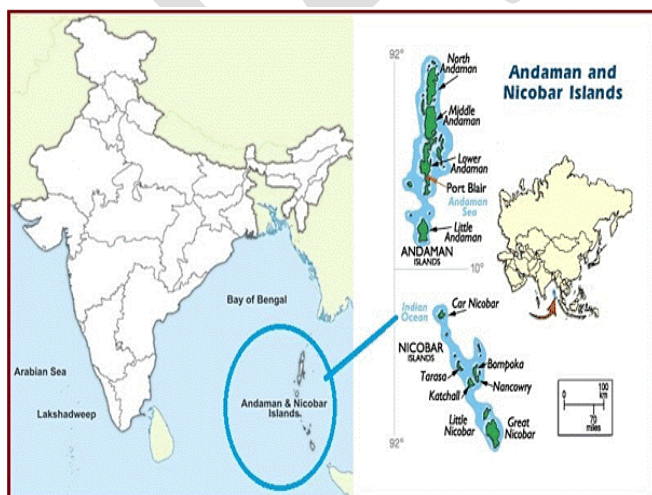 Bay of Bengal
Arabian Sea
Lakshadweep
Andaman & Nicobar
Islands
Andaman and
Nicobar Islands
92°
North
Andaman
Middle
Andaman
Lower
Andaman
Port Blair
Andaman
Sea
Little
Andaman
ANDAMAN
ISLANDS
10°
Indian
Ocean
Car Nicobar
NICOBAR
ISLANDS
Bompoka
Tarasa
Nancowry
Katchall
Little
Nicobar
Great
Nicobar
92°
0
100
km
70
miles